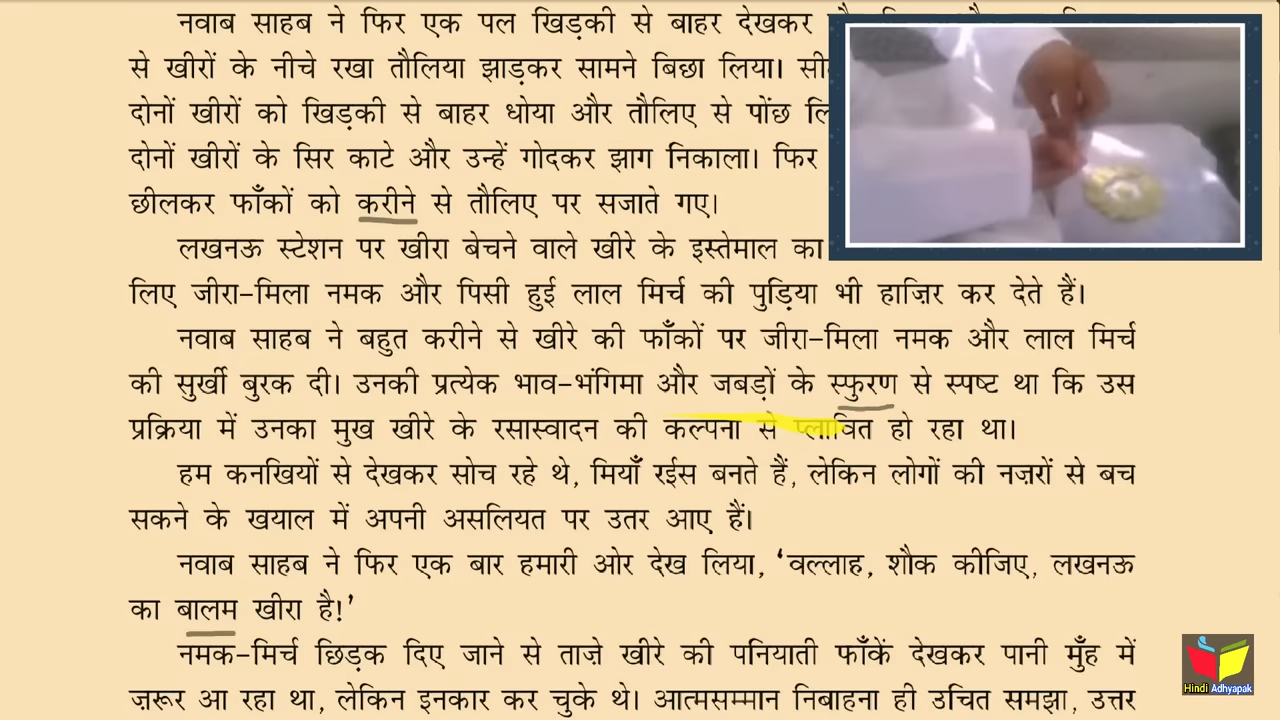 नवाब साहब ने फिर एक पल खिड़की से बाहर देखकर
से खीरों के नीचे रखा तौलिया झाड़कर सामने बिछा लिया।
दोनों खीरों को खिड़की से बाहर धोया और तौलिए से पोंछ
दोनों खीरों के सिर काटे और उन्हें गोदकर झाग निकाला। फिर
छीलकर फाँकों को करीने से तौलिए पर सजाते गए।
लखनऊ स्टेशन पर खीरा बेचने वाले खीरे के इस्तेमाल का
लिए जीरा-मिला नमक और पिसी हुई लाल मिर्च की पुड़िया भी हाज़िर कर देते हैं।
नवाब साहब ने बहुत करीने से खीरे की फाँकों पर जीरा-मिला नमक और लाल मिर्च
की सुर्खी बुरक दी। उनकी प्रत्येक भाव-भंगिमा और जबड़ों के स्फुरण से स्पष्ट था कि उस
प्रक्रिया में उनका मुख खीरे के रसास्वादन की कल्पना से प्लावित हो रहा था।
हम कनखियों से देखकर सोच रहे थे, मियाँ रईस बनते हैं, लेकिन लोगों की नज़रों से बच
सकने के खयाल में अपनी असलियत पर उतर आए हैं।
नवाब साहब ने फिर एक बार हमारी ओर देख लिया, ‘वल्लाह, शौक कीजिए, लखनऊ
का बालम खीरा है!’
नमक-मिर्च छिड़क दिए जाने से ताज़े खीरे की पनियाती फाँकें देखकर पानी मुँह में
ज़रूर आ रहा था, लेकिन इनकार कर चुके थे। आत्मसम्मान निबाहना ही उचित समझा, उत्तर
Hindi Adhyapak